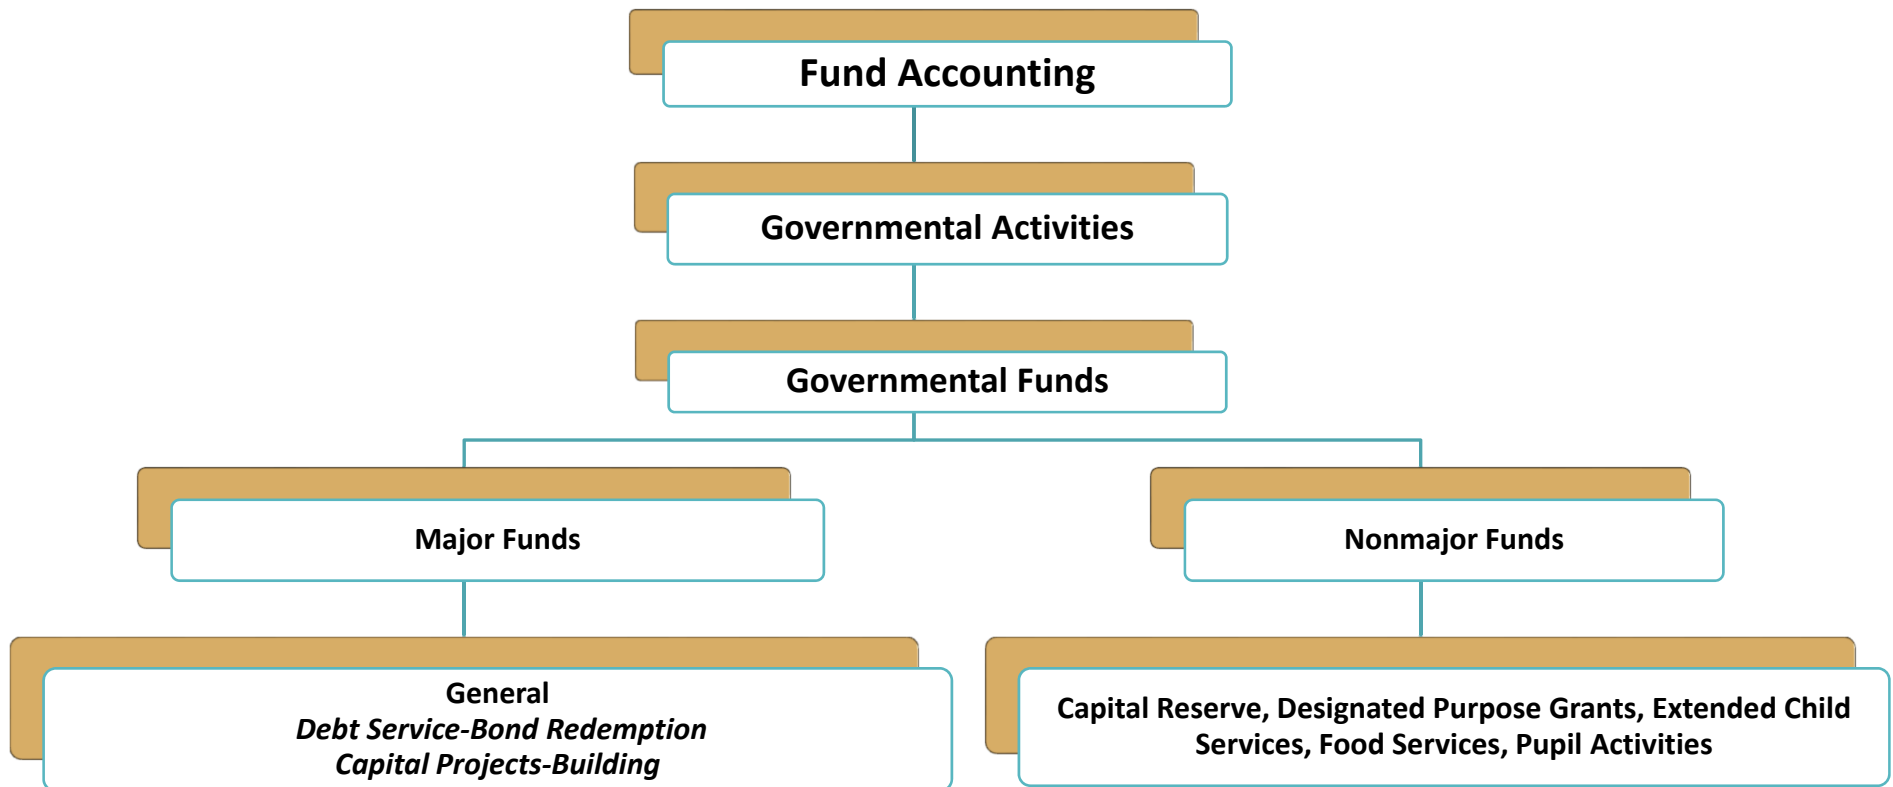 Fund Accounting
Governmental Activities
Governmental Funds
Major Funds
Nonmajor Funds
General
Debt Service-Bond Redemption
Capital Projects-Building
Capital Reserve, Designated Purpose Grants, Extended Child
Services, Food Services, Pupil Activities